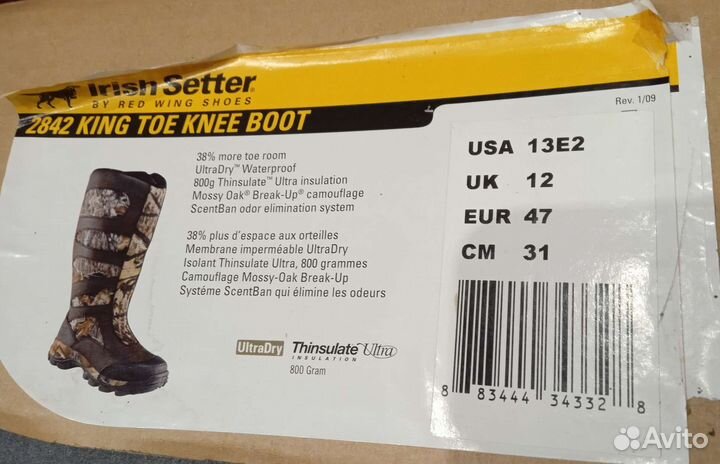 Irish Setter
BY RED WING SHOES
2842 KING TOE KNEE BOOT
Rev. 1/09
38% more toe room
UltraDry™ Waterproof
800g Thinsulate™ Ultra insulation
Mossy Oak® Break-Up® camouflage
ScentBan odor elimination system
38% plus d'espace aux orteilles
Membrane imperméable UltraDry
Isolant Thinsulate Ultra, 800 grammes
Camouflage Mossy-Oak Break-Up
Systéme ScentBan qui élimine les odeurs
UltraDry Thinsulate Ultra
INSULATION
800 Gram
USA 13E2
UK 12
EUR 47
CM 31
8 83444 34332 8
Avito